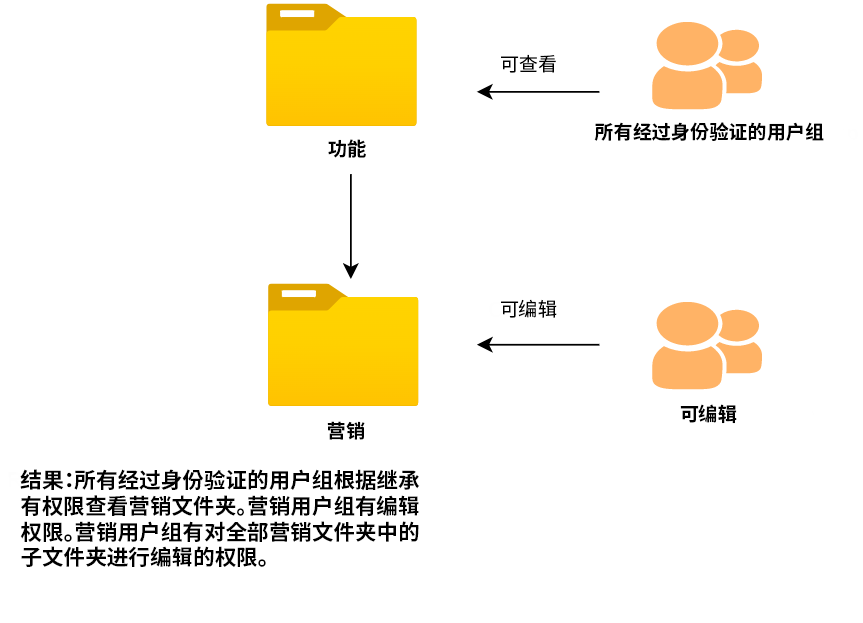 可查看
所有经过身份验证的用户组
功能
可编辑
可编辑
营销
结果：所有经过身份验证的用户组根据继承
有权限查看营销文件夹。营销用户组有编辑
权限。营销用户组有对全部营销文件夹中的
子文件夹进行编辑的权限。